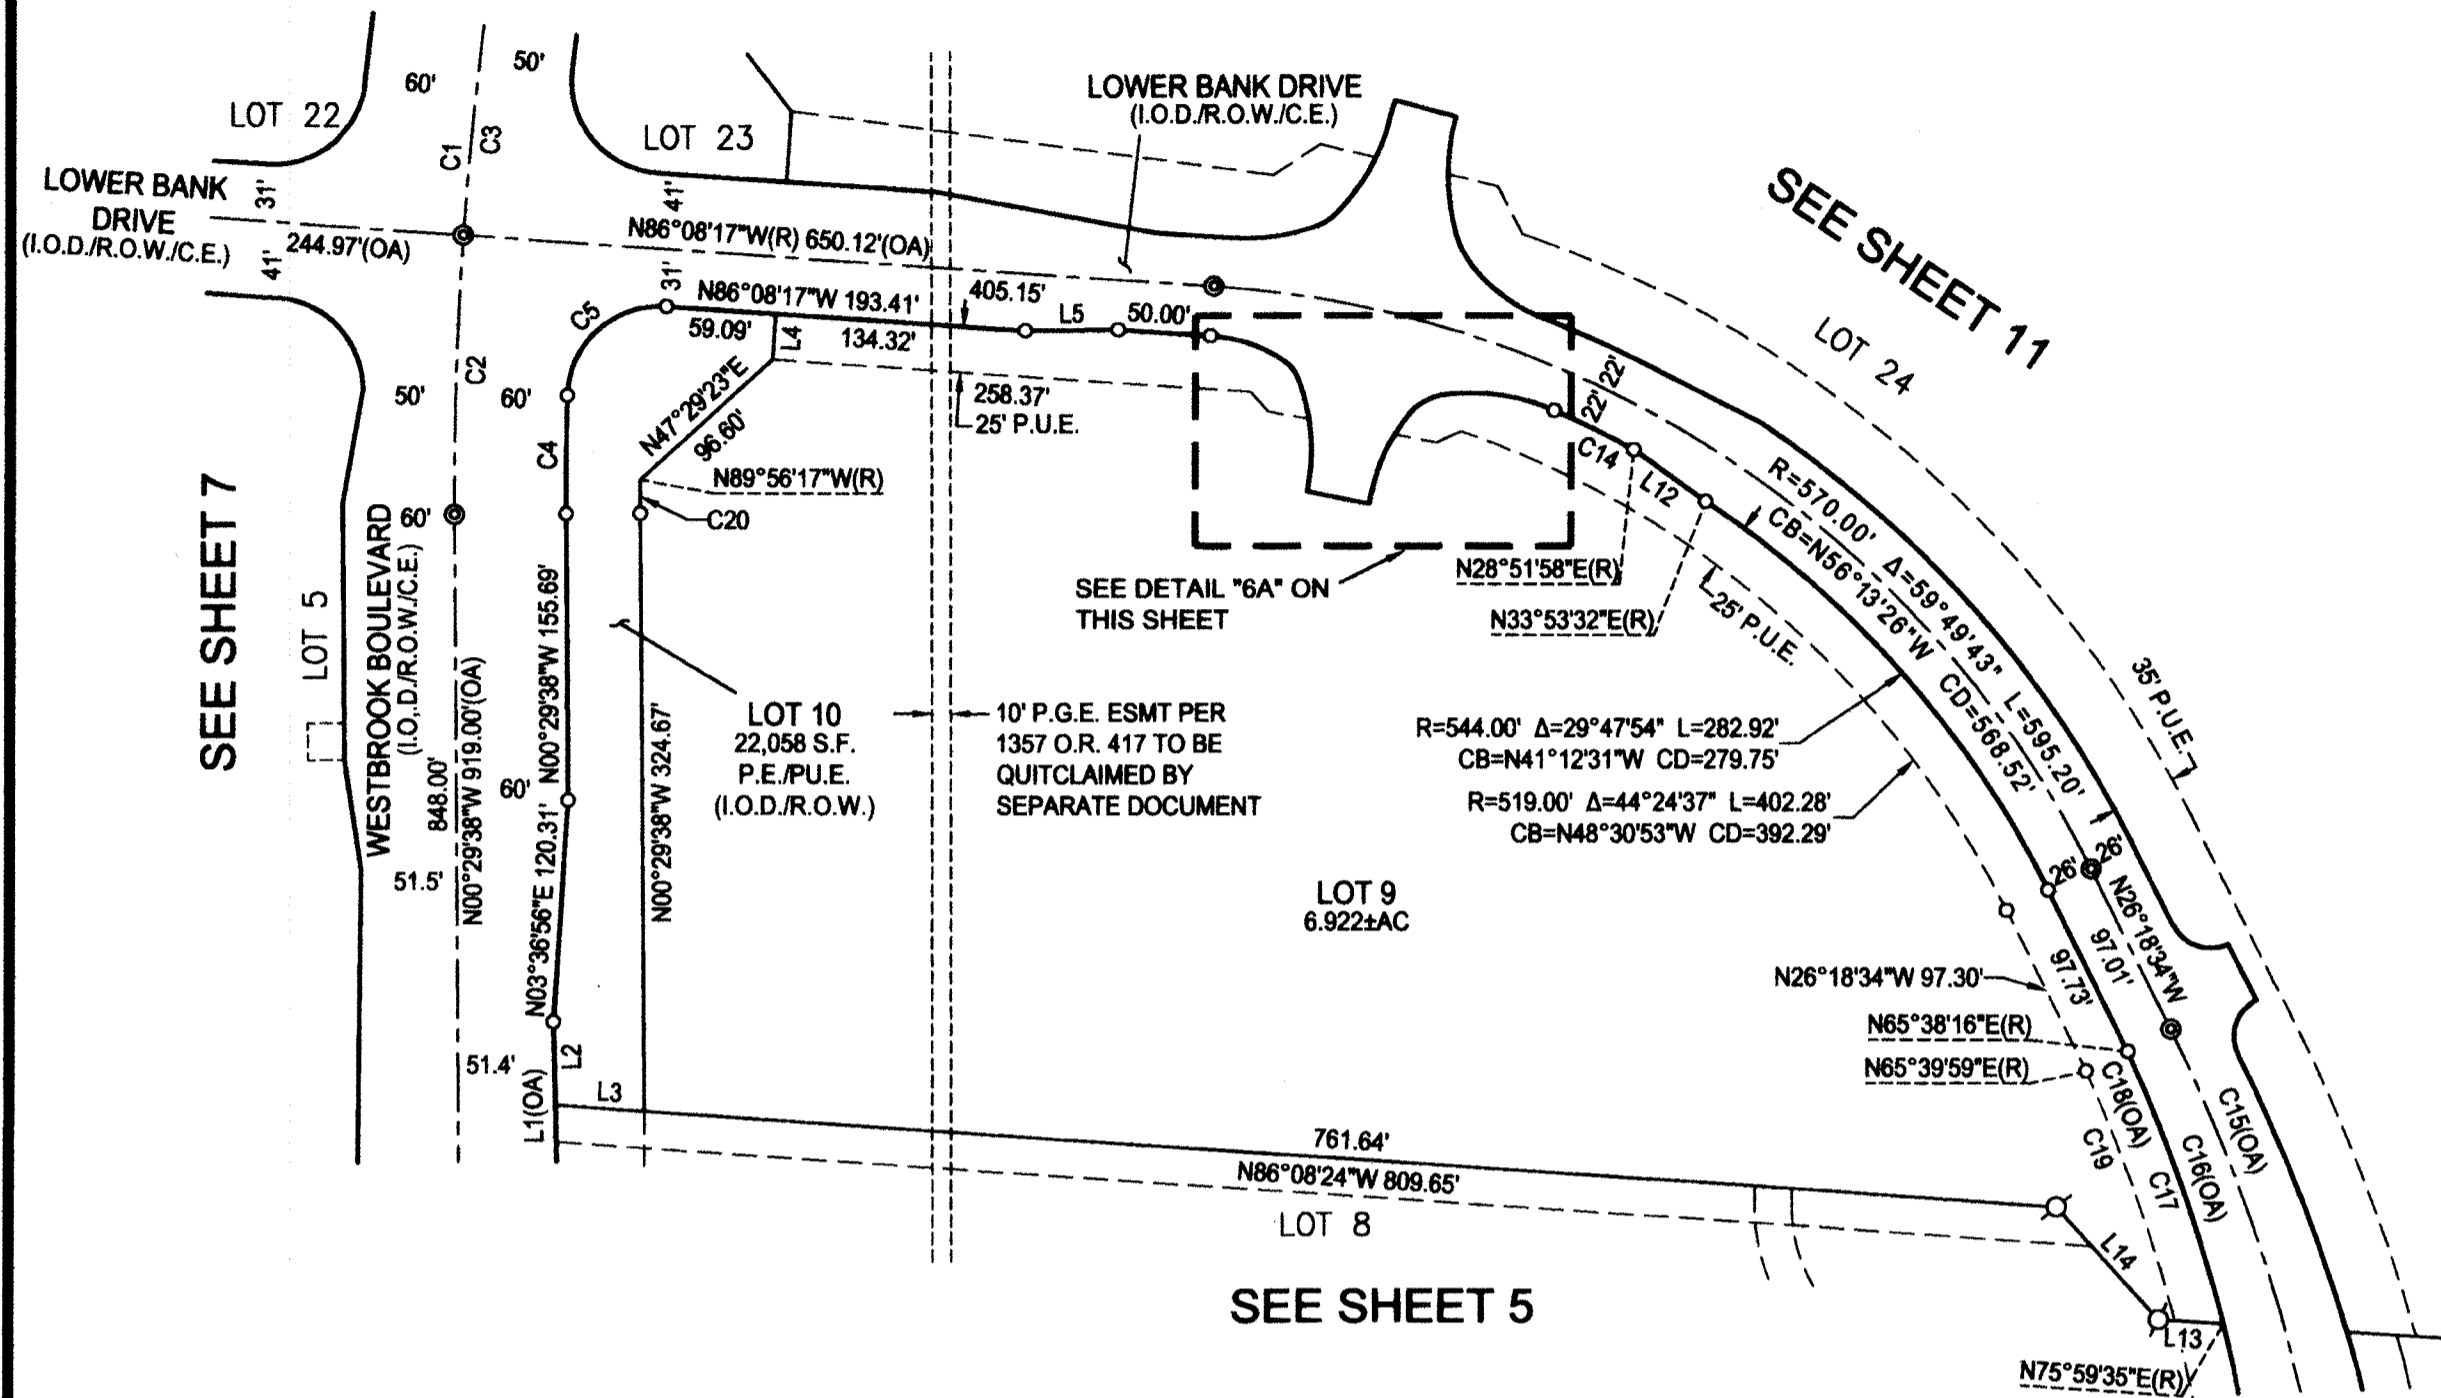 50'
60'
LOT 22
LOT 23
C1
C3
LOWER BANK DRIVE
(I.O.D./R.O.W./C.E.)
LOWER BANK
DRIVE
(I.O.D./R.O.W./C.E.)
31'
41'
244.97'(OA)
41'
N86°08'17"W(R) 650.12'(OA)
31'
N86°08'17"W 193.41'
405.15'
L5
50.00'
C5
59.09'
L4
134.32'
258.37'
25' P.U.E.
C2
50'
60'
C4
N47°29'23"E
96.60'
N89°56'17"W(R)
C20
SEE SHEET 11
LOT 24
22'
22'
C14
L12
N28°51'58"E(R)
N33°53'32"E(R)
SEE DETAIL "6A" ON
THIS SHEET
25' P.U.E.
R=570.00' Δ=59°49'43" L=595.20'
CB=N56°13'26"W CD=568.52'
35' P.U.E.
SEE SHEET 7
LOT 5
WESTBROOK BOULEVARD
(I.O,.D./R.O.W./C.E.)
60'
848.00'
N00°29'38"W 919.00'(OA)
60'
N00°29'38"W 155.69'
N03°36'56"E 120.31'
N00°29'38"W 324.67'
51.5'
51.4'
L2
L1(OA)
L3
LOT 10
22,058 S.F.
P.E./PU.E.
(I.O.D./R.O.W.)
10' P.G.E. ESMT PER
1357 O.R. 417 TO BE
QUITCLAIMED BY
SEPARATE DOCUMENT
R=544.00' Δ=29°47'54" L=282.92'
CB=N41°12'31"W CD=279.75'
R=519.00' Δ=44°24'37" L=402.28'
CB=N48°30'53"W CD=392.29'
LOT 9
6.922±AC
26'
26'
N26°18'34"W
97.01'
97.73'
N26°18'34"W 97.30'
N65°38'16"E(R)
N65°39'59"E(R)
C18(OA)
C19
C17
C16(OA)
C15(OA)
761.64'
N86°08'24"W 809.65'
LOT 8
L14
L13
SEE SHEET 5
N75°59'35"E(R)